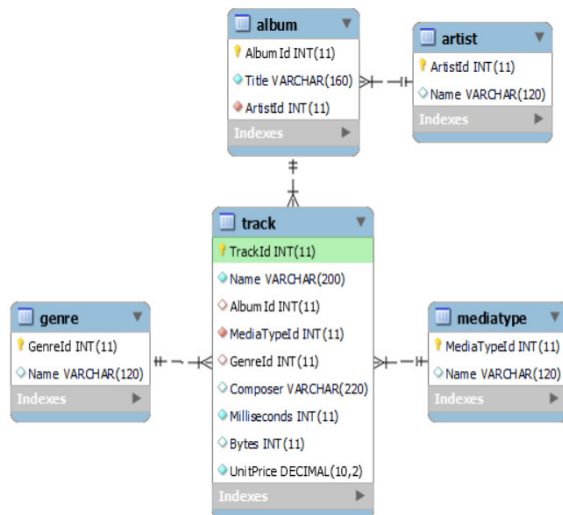 album
AlbumId INT(11)
Title VARCHAR(160)
ArtistId INT(11)
Indexes
artist
ArtistId INT(11)
Name VARCHAR(120)
Indexes
track
TrackId INT(11)
Name VARCHAR(200)
AlbumId INT(11)
MediaTypeId INT(11)
GenreId INT(11)
Composer VARCHAR(220)
Milliseconds INT(11)
Bytes INT(11)
UnitPrice DECIMAL(10,2)
Indexes
genre
GenreId INT(11)
Name VARCHAR(120)
Indexes
mediatype
MediaTypeId INT(11)
Name VARCHAR(120)
Indexes